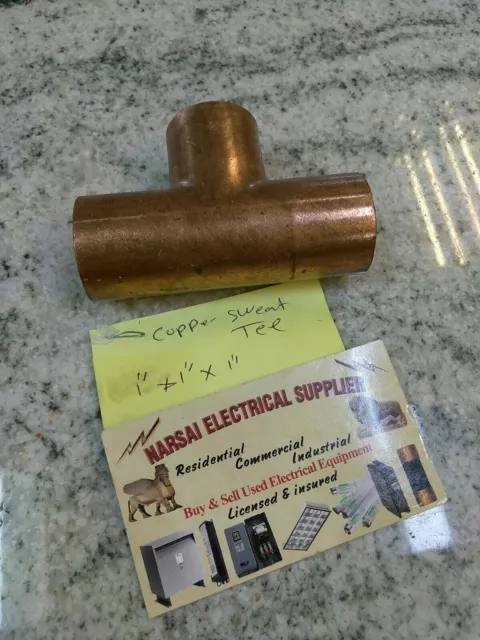 Copper Sweat
Tee
1" x 1" x 1"
NARSAI ELECTRICAL SUPPLIER
Residential
Commercial
Industrial
Buy & Sell Used Electrical Equipment
Licensed & insured